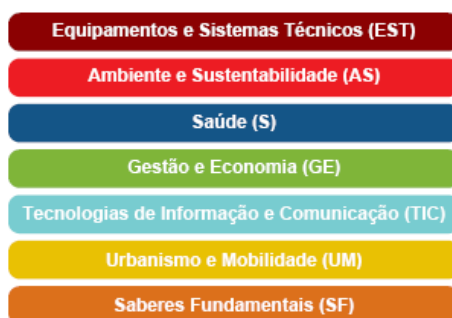 Equipamentos e Sistemas Técnicos (EST)
Ambiente e Sustentabilidade (AS)
Saúde (S)
Gestão e Economia (GE)
Tecnologias de Informação e Comunicação (TIC)
Urbanismo e Mobilidade (UM)
Saberes Fundamentais (SF)